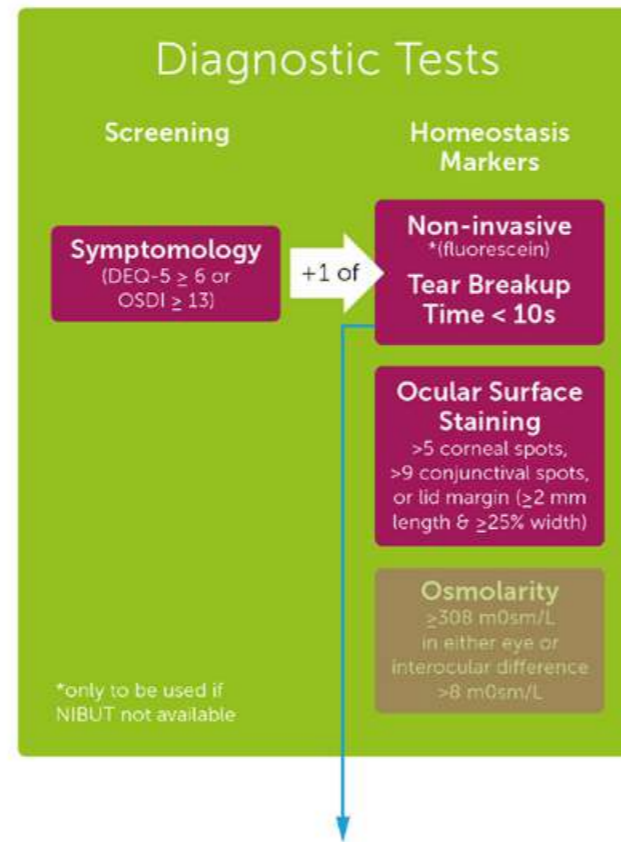 Diagnostic Tests
Screening
Homeostasis
Markers
Symptomology
(DEQ-5 ≥ 6 or
OSDI ≥ 13)
+1 of
Non-invasive
*(fluorescein)
Tear Breakup
Time < 10s
Ocular Surface
Staining
>5 corneal spots,
>9 conjunctival spots,
or lid margin (≥2 mm
length & ≥25% width)
Osmolarity
≥308 m0sm/L
in either eye or
interocular difference
>8 m0sm/L
*only to be used if
NIBUT not available